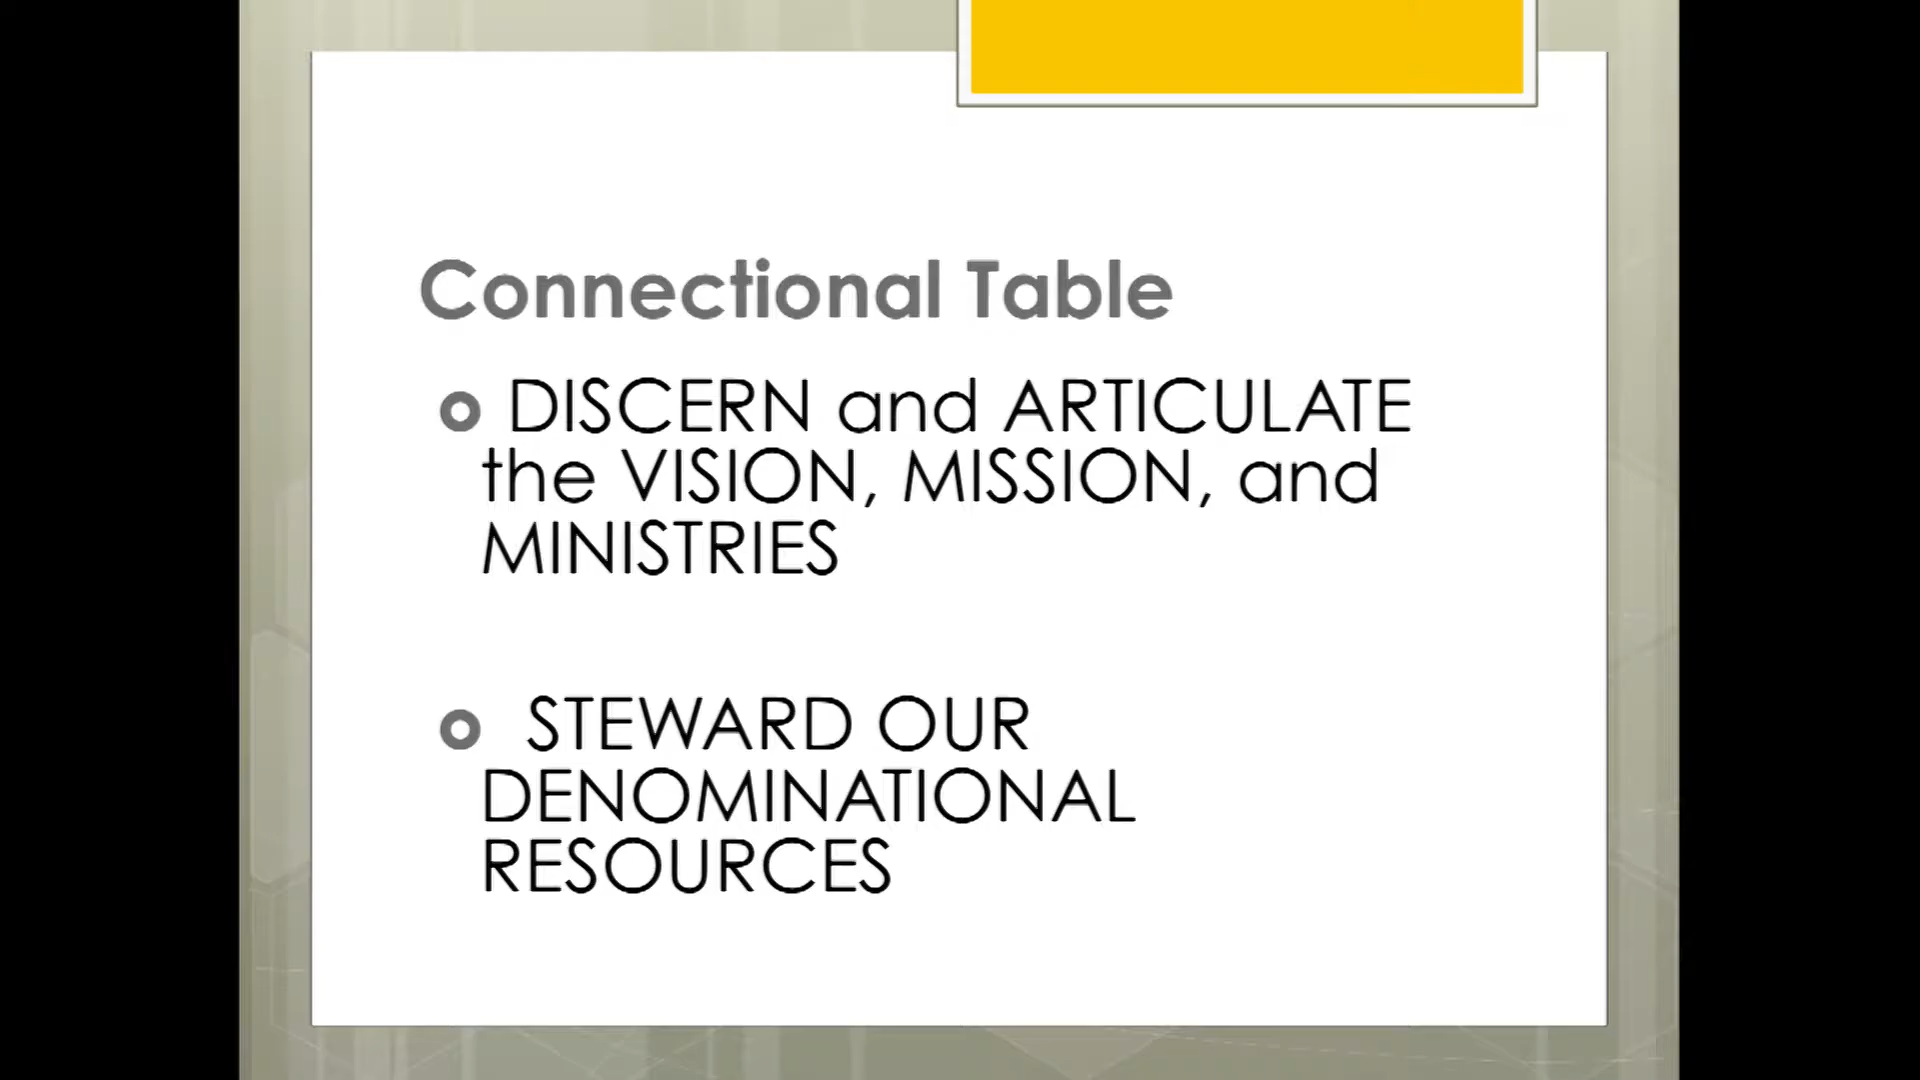 Connectional Table
DISCERN and ARTICULATE
the VISION, MISSION, and
MINISTRIES
STEWARD OUR
DENOMINATIONAL
RESOURCES